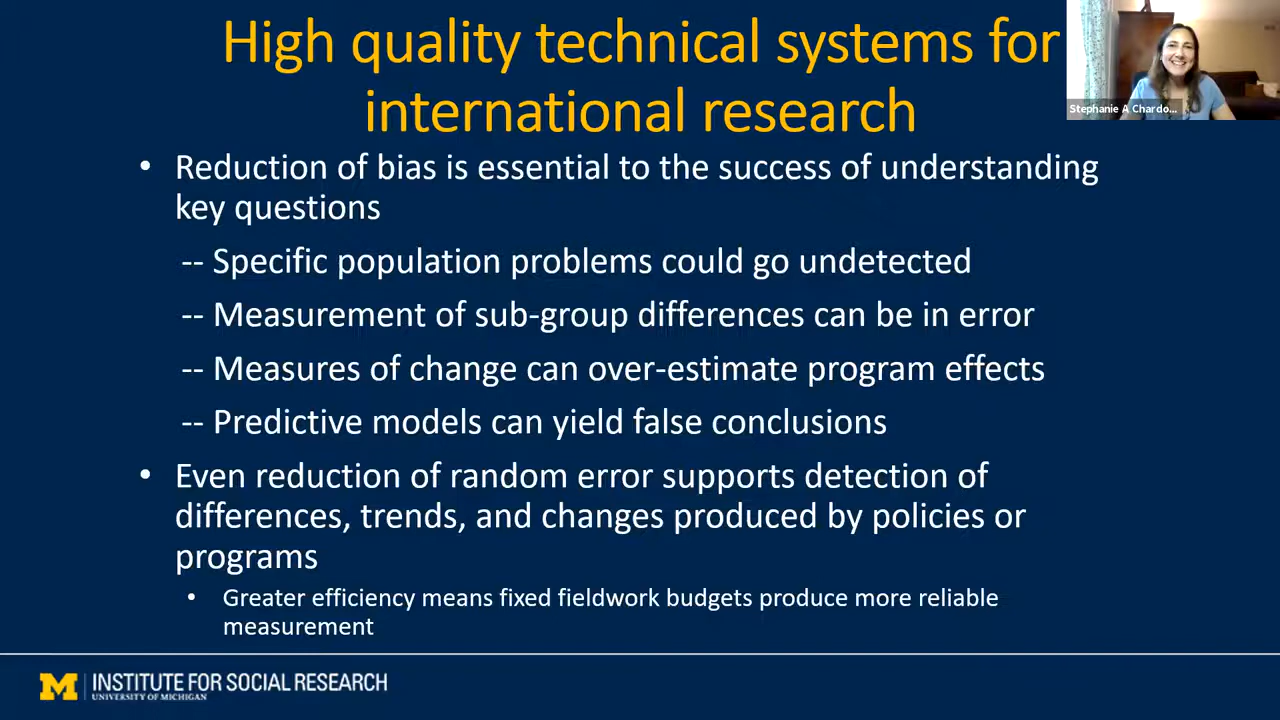 High quality technical systems for
international research
Stephanie A Chardo...
• Reduction of bias is essential to the success of understanding
key questions
-- Specific population problems could go undetected
-- Measurement of sub-group differences can be in error
-- Measures of change can over-estimate program effects
-- Predictive models can yield false conclusions
• Even reduction of random error supports detection of
differences, trends, and changes produced by policies or
programs
• Greater efficiency means fixed fieldwork budgets produce more reliable
measurement
M INSTITUTE FOR SOCIAL RESEARCH
UNIVERSITY OF MICHIGAN